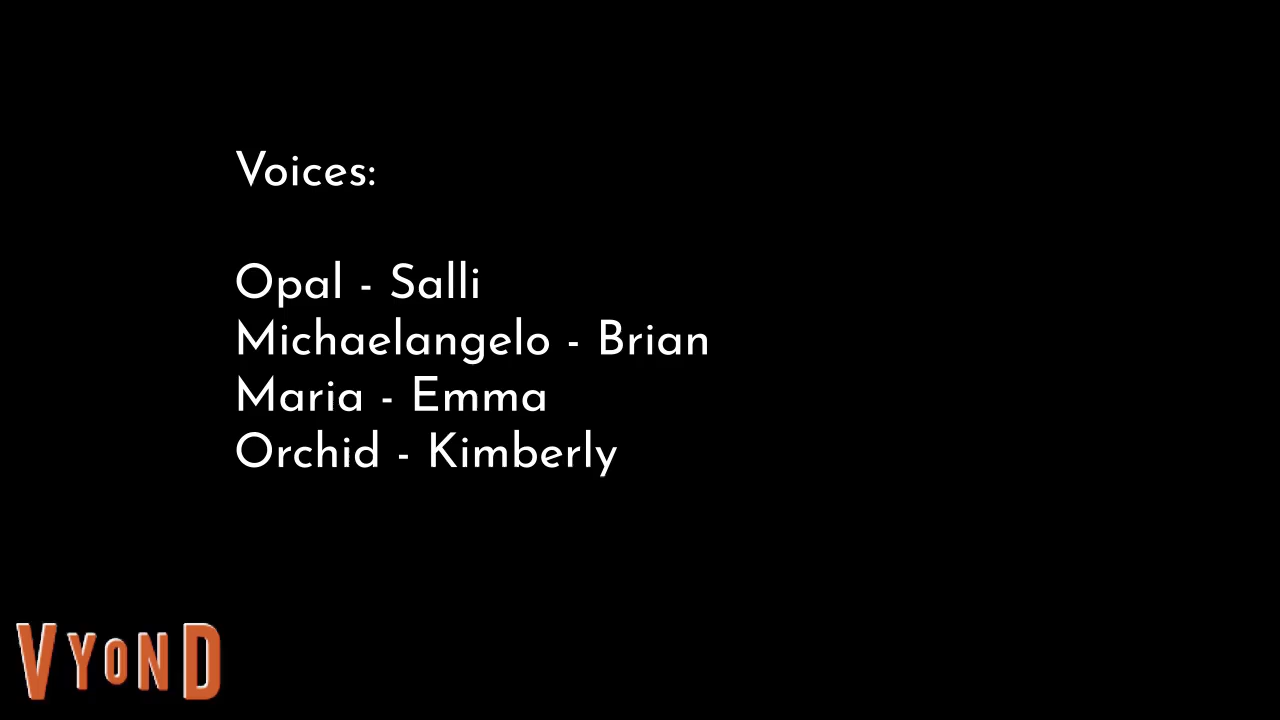 Voices:
Opal - Salli
Michaelangelo - Brian
Maria - Emma
Orchid - Kimberly
VYOND